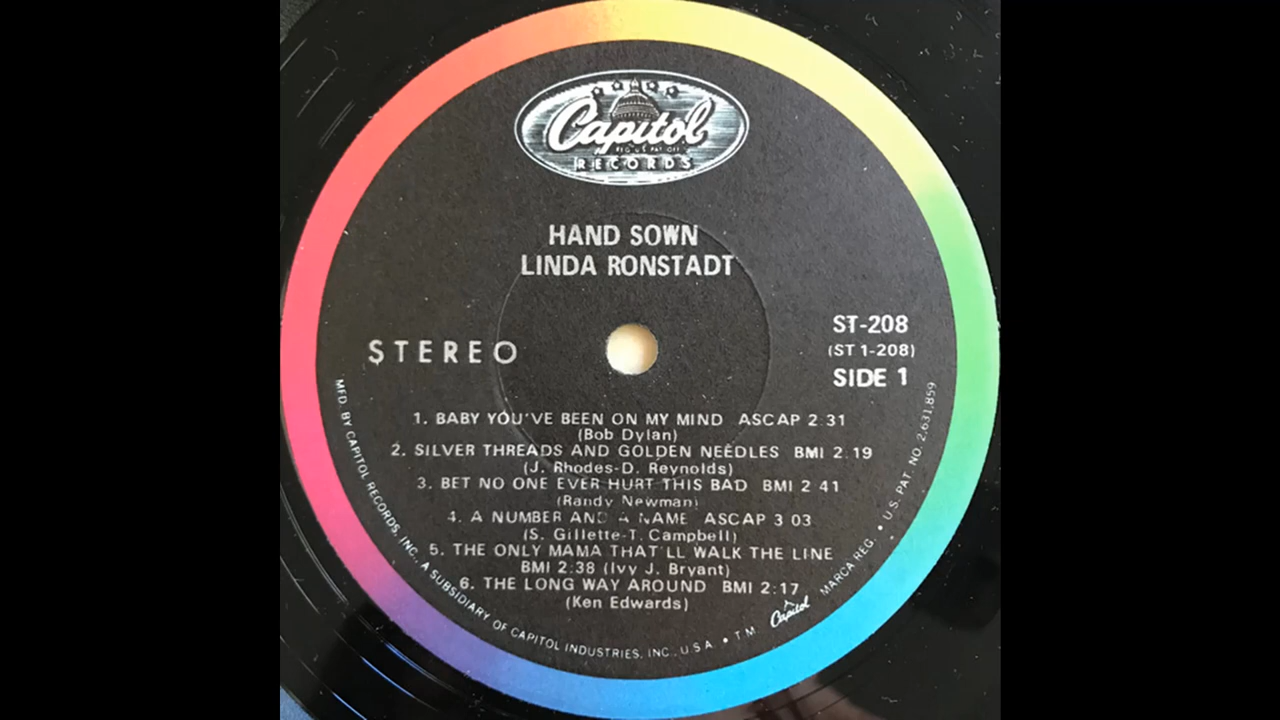 Capitol
REG. U.S. PAT. OFF.
RECORDS
HAND SOWN
LINDA RONSTADT
STEREO
ST-208
(ST 1-208)
SIDE 1
1. BABY YOU'VE BEEN ON MY MIND ASCAP 2:31
(Bob Dylan)
2. SILVER THREADS AND GOLDEN NEEDLES BMI 2:19
(J. Rhodes-D. Reynolds)
3. BET NO ONE EVER HURT THIS BAD BMI 2:41
(Randy Newman)
4. A NUMBER AND A NAME ASCAP 3:03
(S. Gillette-T. Campbell)
5. THE ONLY MAMA THAT'LL WALK THE LINE
BMI 2:38 (Ivy J. Bryant)
6. THE LONG WAY AROUND BMI 2:17
(Ken Edwards)
MFD. BY CAPITOL RECORDS, INC., A SUBSIDIARY OF CAPITOL INDUSTRIES, INC., U.S.A. • T.M. Capitol MARCA REG. • U.S. PAT. NO. 2,631,859